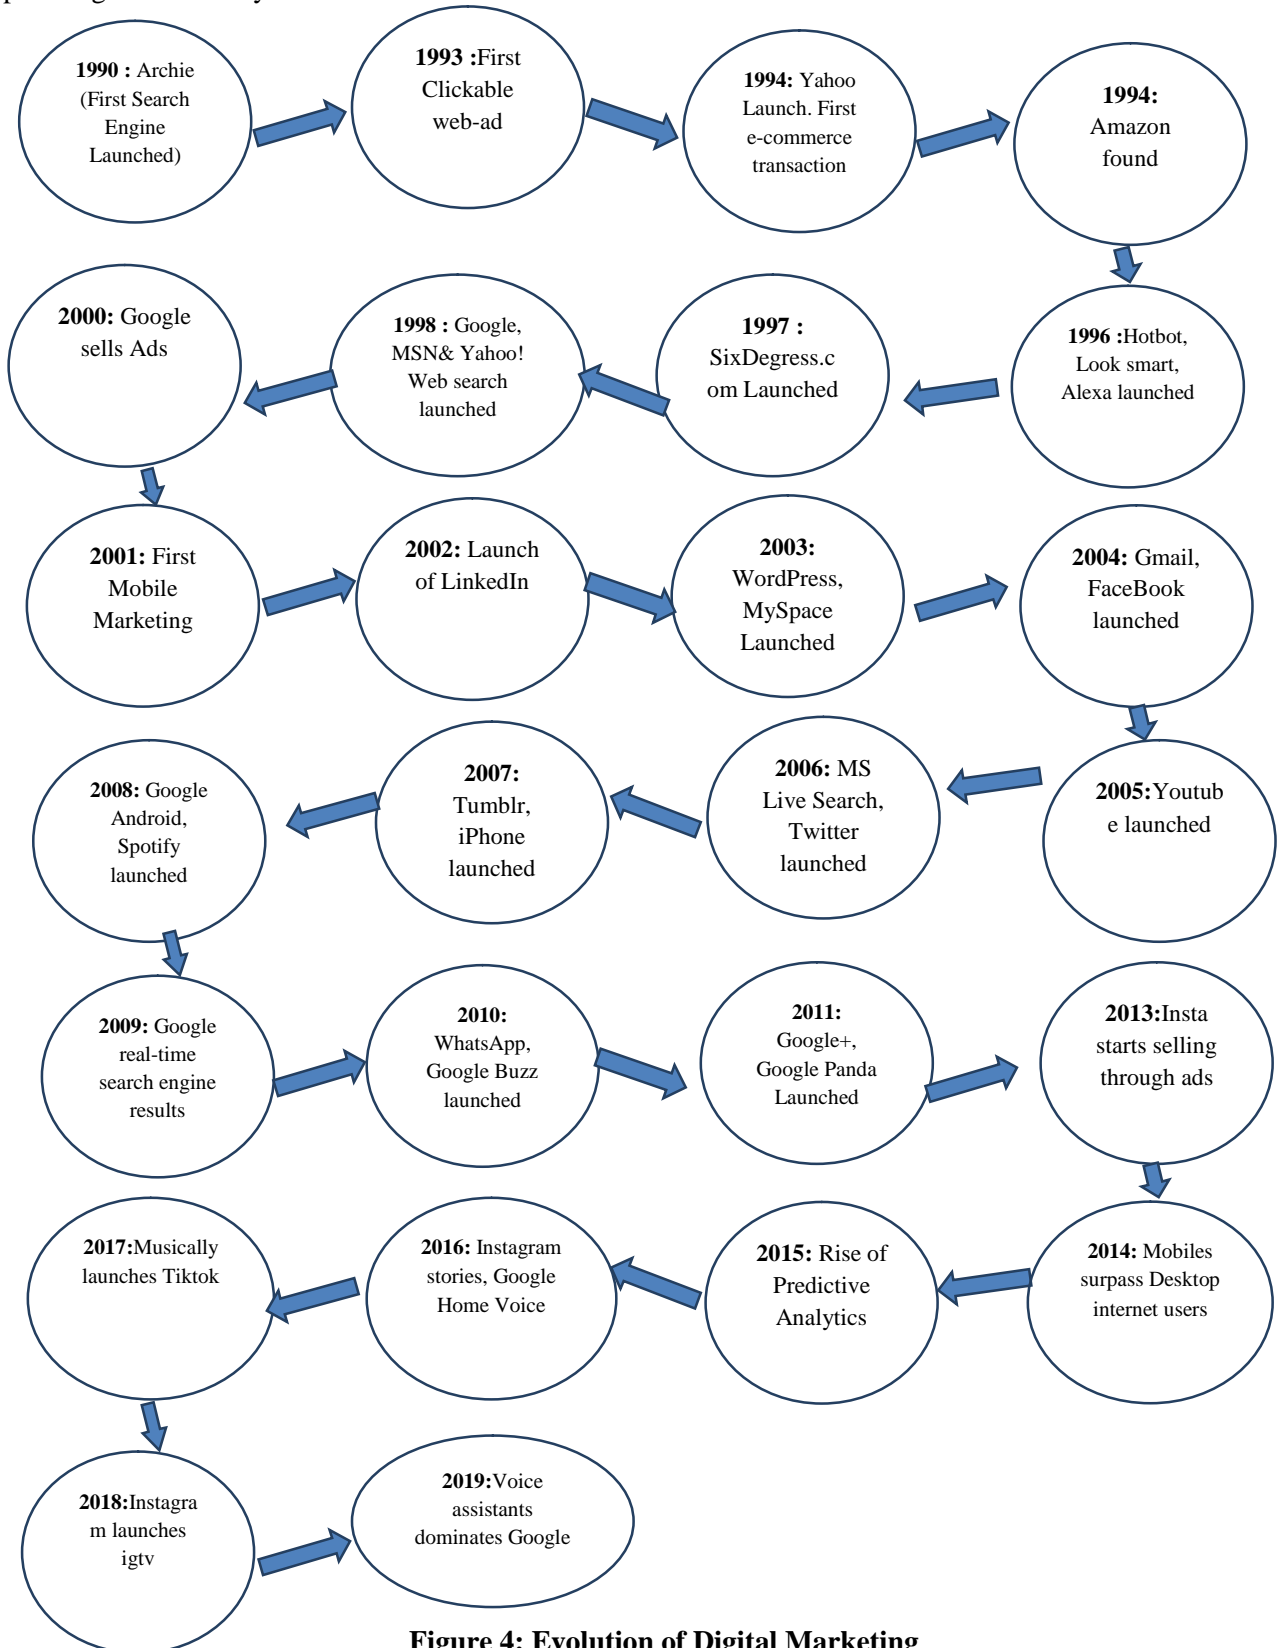 1990 : Archie
(First Search
Engine
Launched)
1993 :First
Clickable
web-ad
1994: Yahoo
Launch. First
e-commerce
transaction
1994:
Amazon
found
1996 :Hotbot,
Look smart,
Alexa launched
1997 :
SixDegress.c
om Launched
1998 : Google,
MSN& Yahoo!
Web search
launched
2000: Google
sells Ads
2001: First
Mobile
Marketing
2002: Launch
of LinkedIn
2003:
WordPress,
MySpace
Launched
2004: Gmail,
FaceBook
launched
2005:Youtub
e launched
2006: MS
Live Search,
Twitter
launched
2007:
Tumblr,
iPhone
launched
2008: Google
Android,
Spotify
launched
2009: Google
real-time
search engine
results
2010:
WhatsApp,
Google Buzz
launched
2011:
Google+,
Google Panda
Launched
2013:Insta
starts selling
through ads
2014: Mobiles
surpass Desktop
internet users
2015: Rise of
Predictive
Analytics
2016: Instagram
stories, Google
Home Voice
2017:Musically
launches Tiktok
2018:Instagra
m launches
igtv
2019:Voice
assistants
dominates Google
Figure 4: Evolution of Digital Marketing